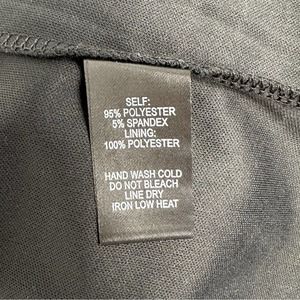 SELF:
95% POLYESTER
5% SPANDEX
LINING:
100% POLYESTER
HAND WASH COLD
DO NOT BLEACH
LINE DRY
IRON LOW HEAT